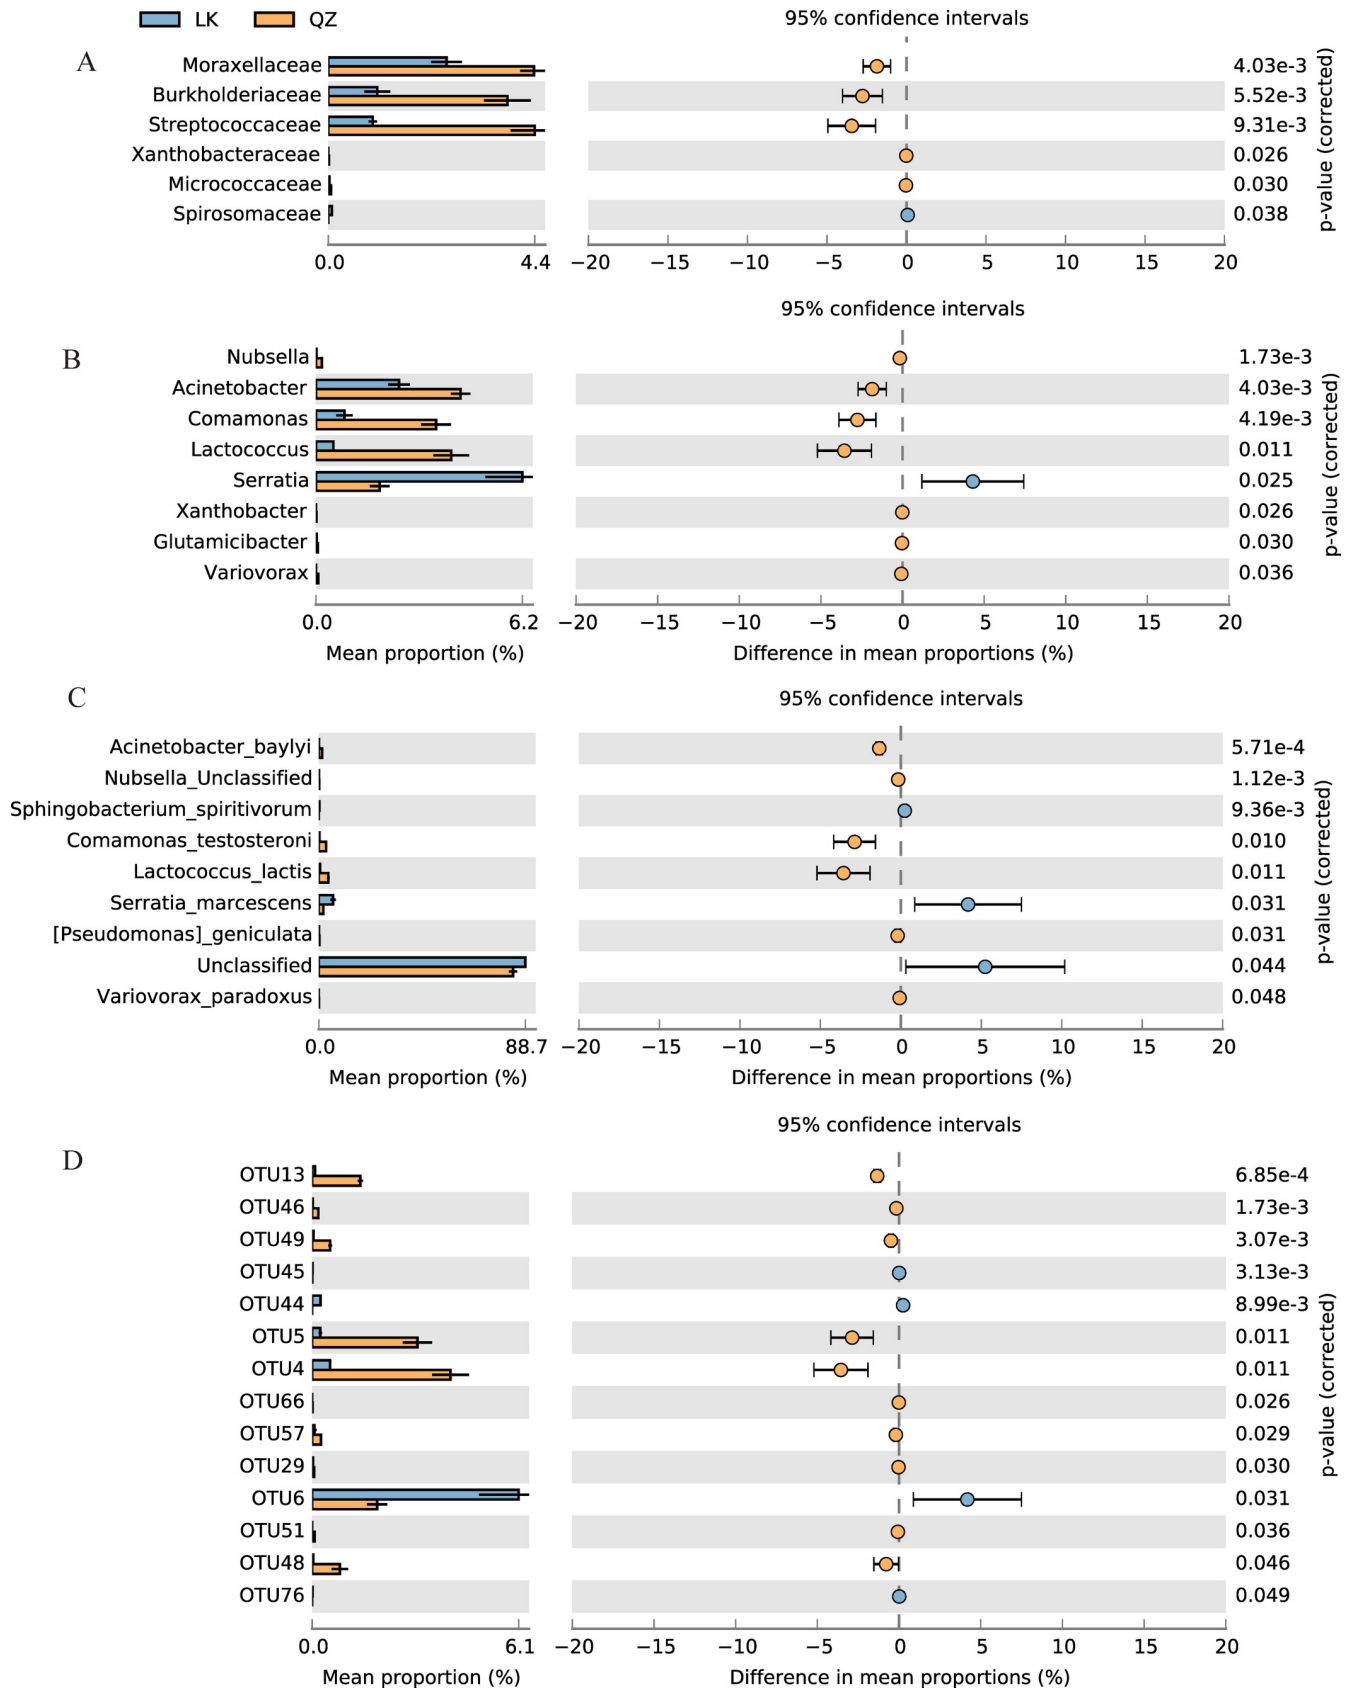 LK QZ
95% confidence intervals
A
Moraxellaceae 4.03e-3
Burkholderiaceae 5.52e-3
Streptococcaceae 9.31e-3
Xanthobacteraceae 0.026
Micrococcaceae 0.030
Spirosomaceae 0.038
p-value (corrected)
0.0 4.4 −20 −15 −10 −5 0 5 10 15 20
95% confidence intervals
B
Nubsella 1.73e-3
Acinetobacter 4.03e-3
Comamonas 4.19e-3
Lactococcus 0.011
Serratia 0.025
Xanthobacter 0.026
Glutamicibacter 0.030
Variovorax 0.036
p-value (corrected)
0.0 6.2 −20 −15 −10 −5 0 5 10 15 20
Mean proportion (%) Difference in mean proportions (%)
C
95% confidence intervals
Acinetobacter_baylyi 5.71e-4
Nubsella_Unclassified 1.12e-3
Sphingobacterium_spiritivorum 9.36e-3
Comamonas_testosteroni 0.010
Lactococcus_lactis 0.011
Serratia_marcescens 0.031
[Pseudomonas]_geniculata 0.031
Unclassified 0.044
Variovorax_paradoxus 0.048
p-value (corrected)
0.0 88.7 −20 −15 −10 −5 0 5 10 15 20
Mean proportion (%) Difference in mean proportions (%)
95% confidence intervals
D
OTU13 6.85e-4
OTU46 1.73e-3
OTU49 3.07e-3
OTU45 3.13e-3
OTU44 8.99e-3
OTU5 0.011
OTU4 0.011
OTU66 0.026
OTU57 0.029
OTU29 0.030
OTU6 0.031
OTU51 0.036
OTU48 0.046
OTU76 0.049
p-value (corrected)
0.0 6.1 −20 −15 −10 −5 0 5 10 15 20
Mean proportion (%) Difference in mean proportions (%)